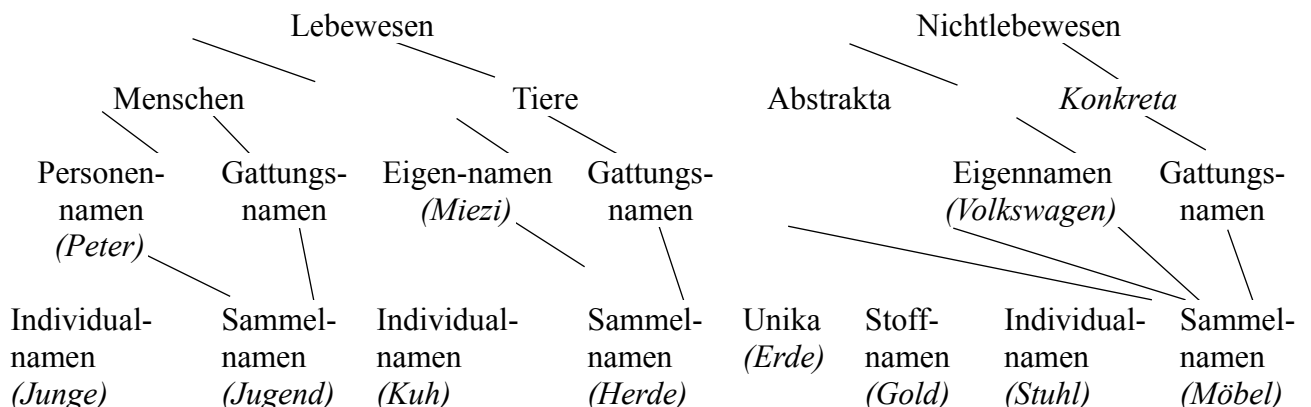 Lebewesen Nichtlebewesen
Menschen Tiere Abstrakta Konkreta
Personen- Gattungs- Eigen-namen Gattungs- Eigennamen Gattungs-
namen namen (Miezi) namen (Volkswagen) namen
(Peter)
Individual- Sammel- Individual- Sammel- Unika Stoff- Individual- Sammel-
namen namen namen namen (Erde) namen namen namen
(Junge) (Jugend) (Kuh) (Herde) (Gold) (Stuhl) (Möbel)